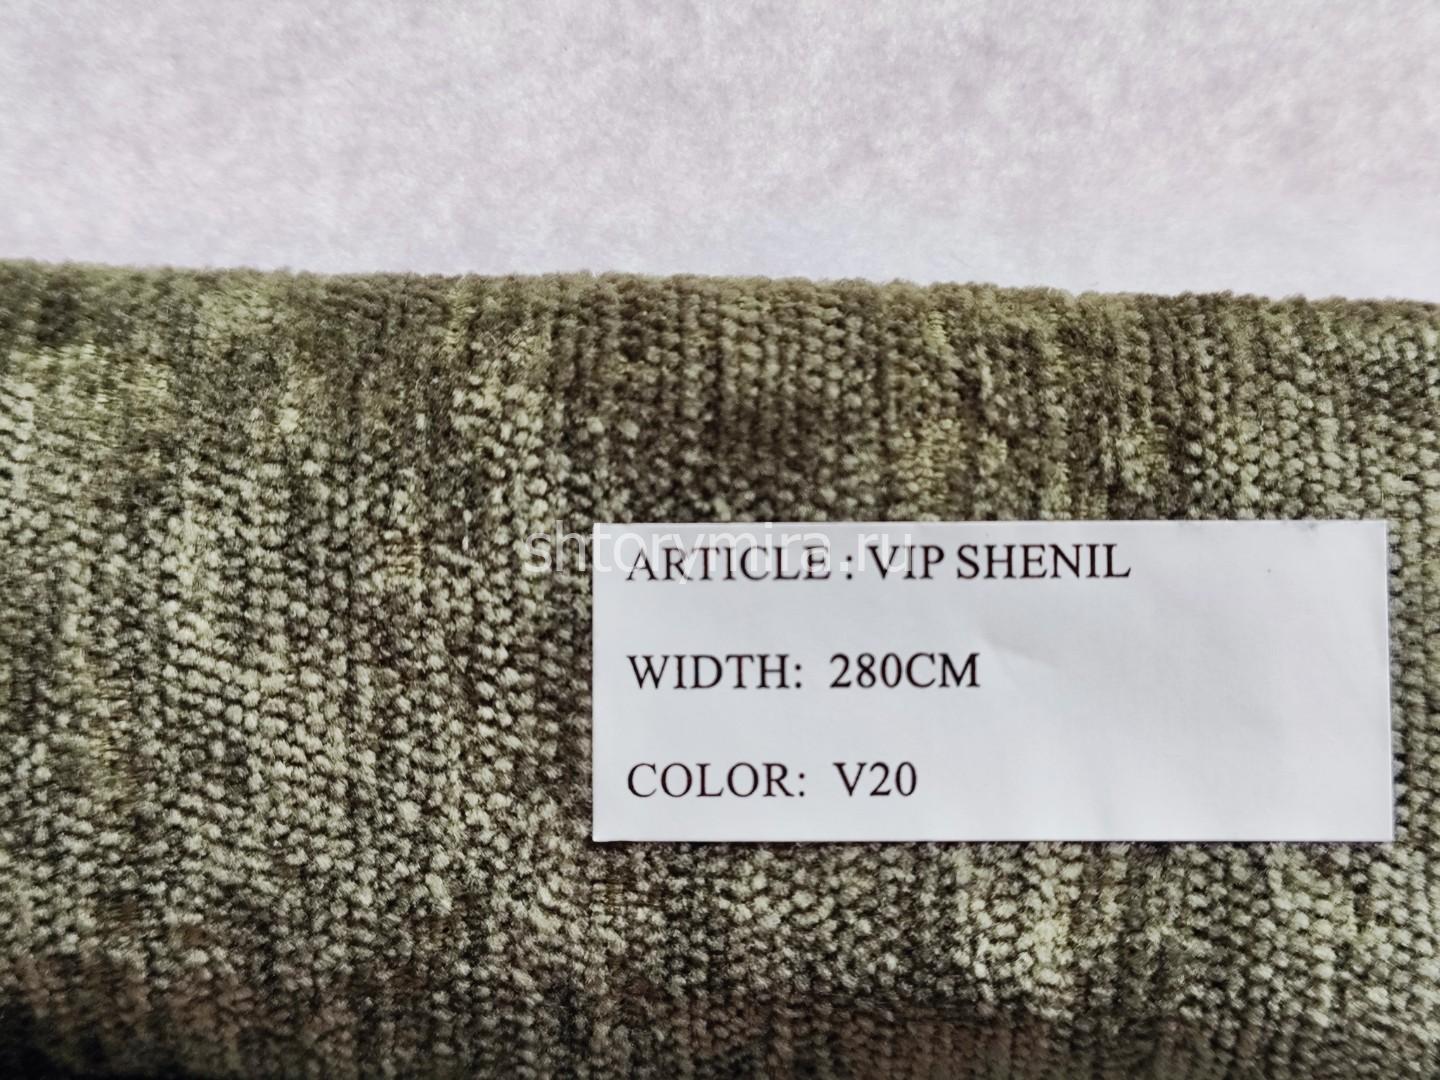 shtorymira.ru
ARTICLE : VIP SHENIL
WIDTH: 280CM
COLOR: V20